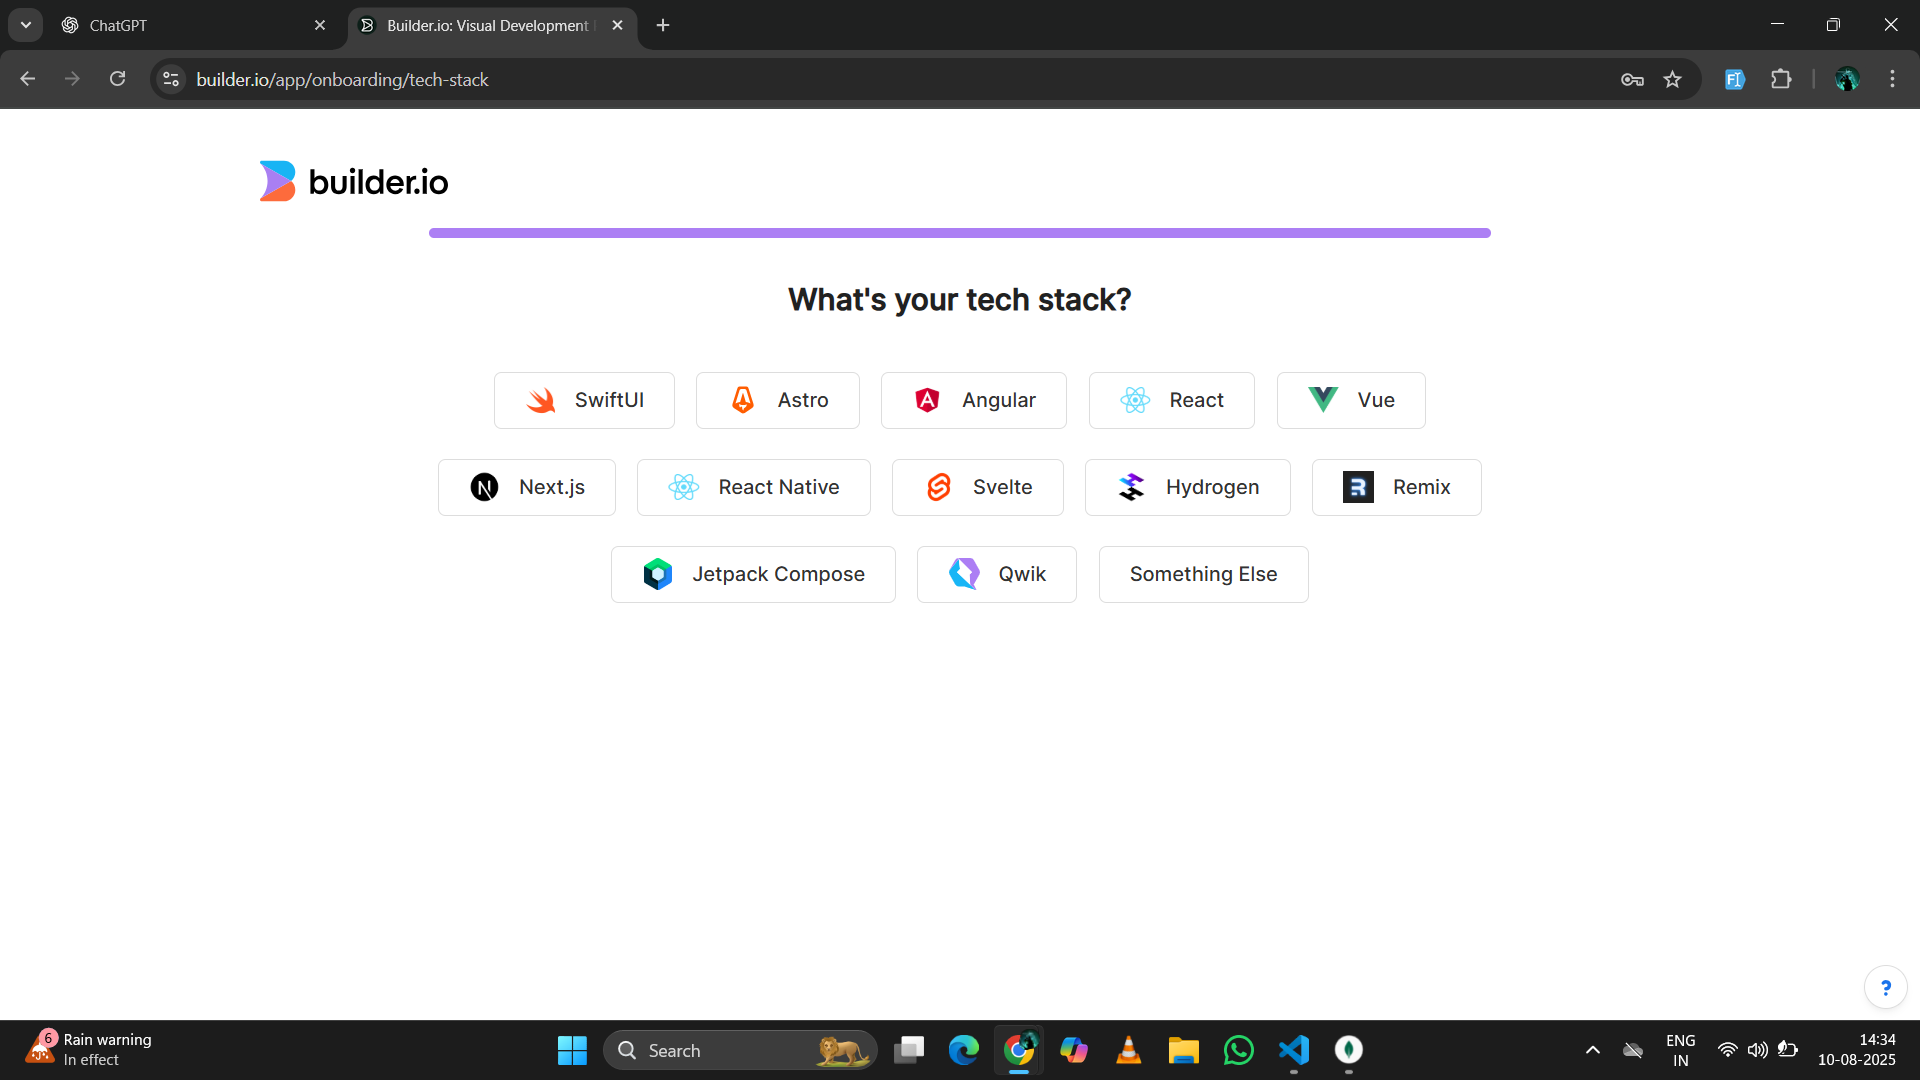 ChatGPT
Builder.io: Visual Development
builder.io/app/onboarding/tech-stack
builder.io
What's your tech stack?
SwiftUI Astro Angular React Vue
Next.js React Native Svelte Hydrogen Remix
Jetpack Compose Qwik Something Else
?
6 Rain warning
In effect
Search
ENG
IN
14:34
10-08-2025